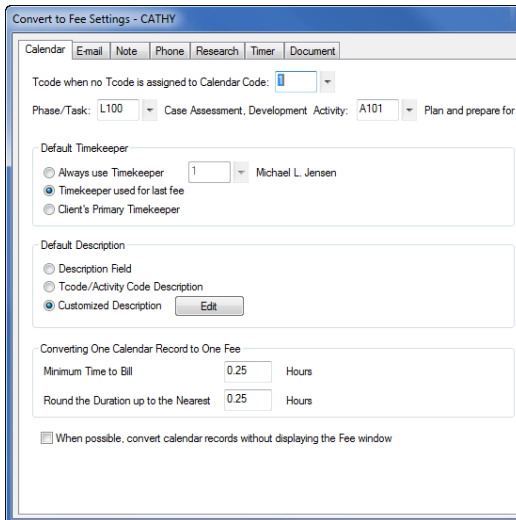 Convert to Fee Settings - CATHY
Calendar E-mail Note Phone Research Timer Document
Tcode when no Tcode is assigned to Calendar Code: 1
Phase/Task: L100 Case Assessment, Development Activity: A101 Plan and prepare for
Default Timekeeper
Always use Timekeeper 1 Michael L. Jensen
Timekeeper used for last fee
Client's Primary Timekeeper
Default Description
Description Field
Tcode/Activity Code Description
Customized Description Edit
Converting One Calendar Record to One Fee
Minimum Time to Bill 0.25 Hours
Round the Duration up to the Nearest 0.25 Hours
When possible, convert calendar records without displaying the Fee window